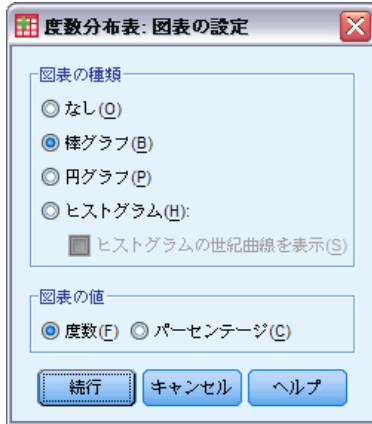 度数分布表: 図表の設定
図表の種類
なし(O)
棒グラフ(B)
円グラフ(P)
ヒストグラム(H):
ヒストグラムの世紀曲線を表示(S)
図表の値
度数(F) パーセンテージ(C)
続行 キャンセル ヘルプ